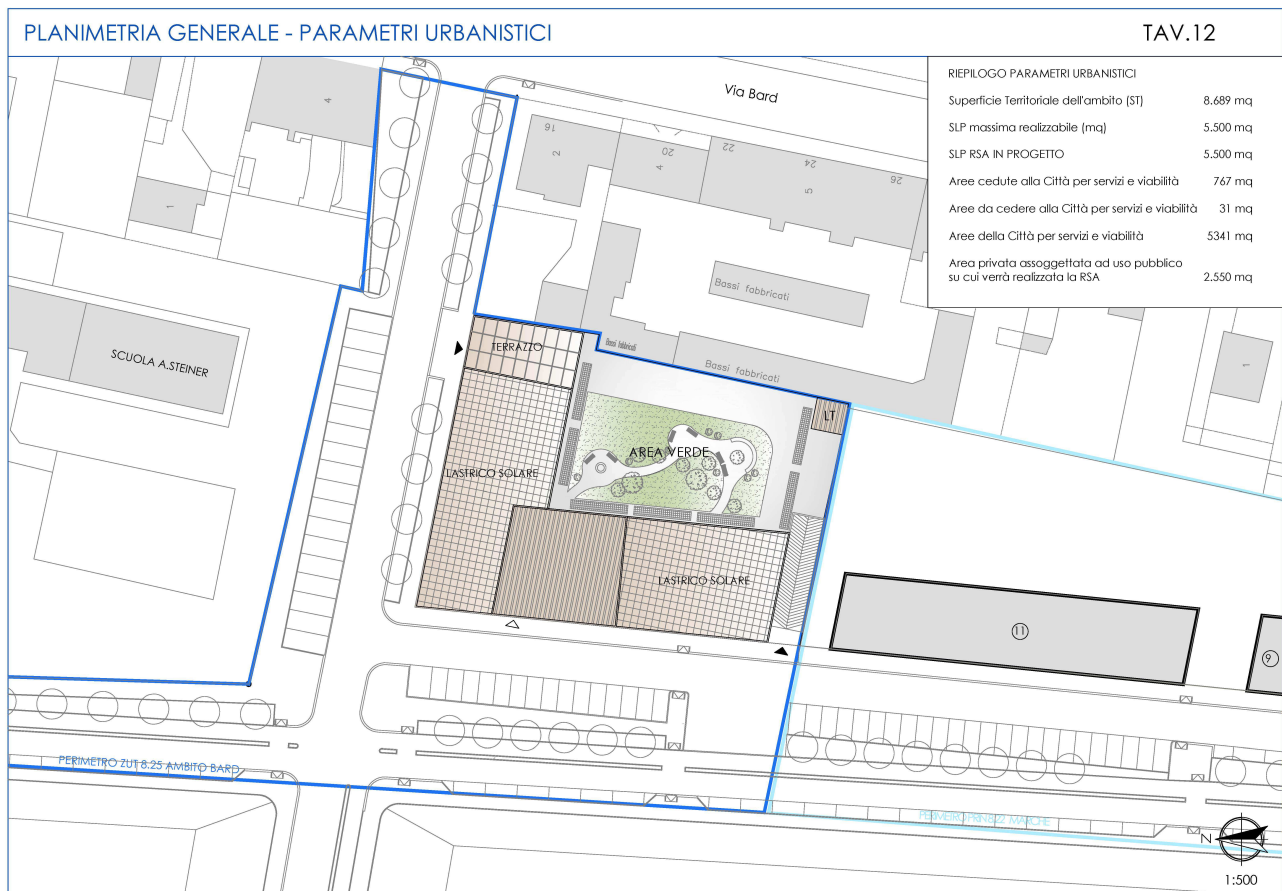 PLANIMETRIA GENERALE - PARAMETRI URBANISTICI
TAV.12
RIEPILOGO PARAMETRI URBANISTICI
Superficie Territoriale dell'ambito (ST) 8.689 mq
SLP massima realizzabile (mq) 5.500 mq
SLP RSA IN PROGETTO 5.500 mq
Aree cedute alla Città per servizi e viabilità 767 mq
Aree da cedere alla Città per servizi e viabilità 31 mq
Aree della Città per servizi e viabilità 5341 mq
Area privata assoggettata ad uso pubblico
su cui verrà realizzata la RSA 2.550 mq
Via Bard
4
16
2
20
4
22
24
5
26
1
Bassi fabbricati
SCUOLA A.STEINER
TERRAZZO
Bassi fabbricati
Bassi fabbricati
1
LT
AREA VERDE
LASTRICO SOLARE
LASTRICO SOLARE
11
9
PERIMETRO ZUT 8.25 AMBITO BARD
PERIMETRO PRIN 8.22 MARCHE
N
1:500